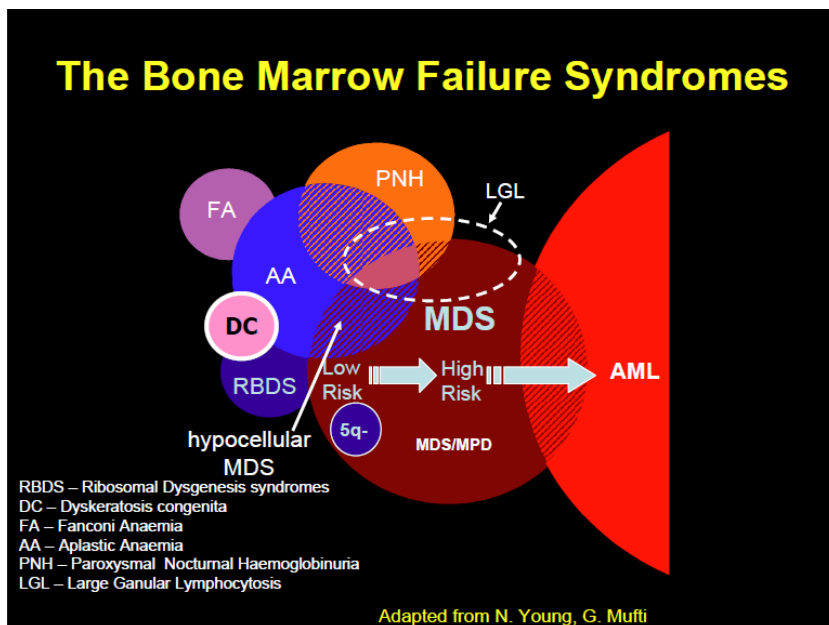 The Bone Marrow Failure Syndromes
PNH
LGL
FA
AA
DC
MDS
RBDS
Low
Risk
High
Risk
AML
5q-
MDS/MPD
hypocellular
MDS
RBDS – Ribosomal Dysgenesis syndromes
DC – Dyskeratosis congenita
FA – Fanconi Anaemia
AA – Aplastic Anaemia
PNH – Paroxysmal Nocturnal Haemoglobinuria
LGL – Large Ganular Lymphocytosis
Adapted from N. Young, G. Mufti